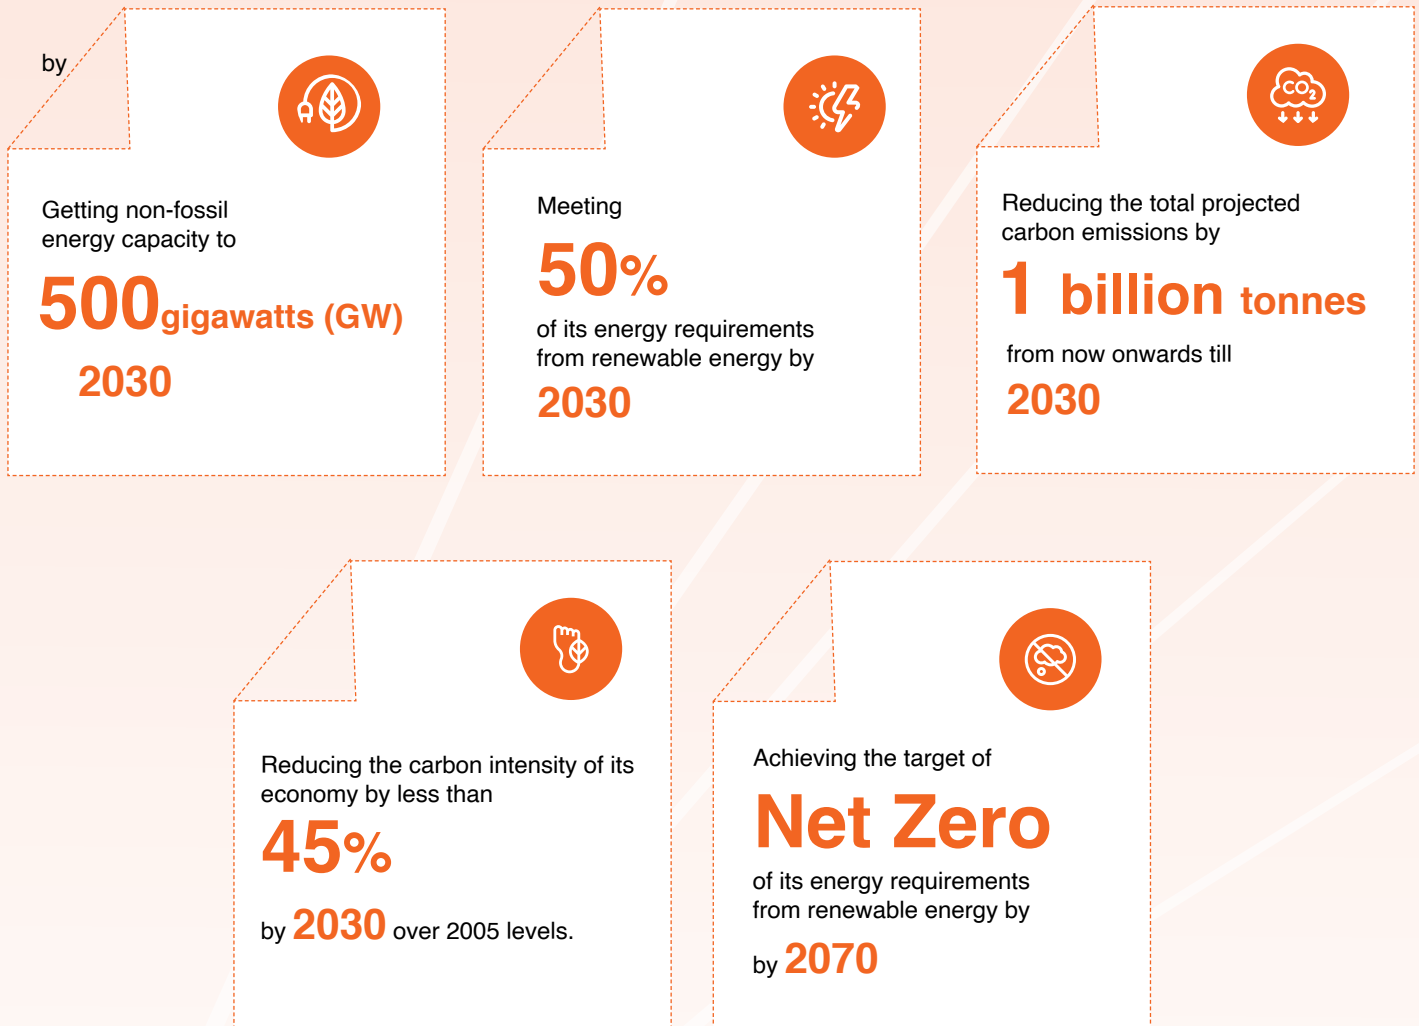 by
Getting non-fossil
energy capacity to
500 gigawatts (GW)
2030
Meeting
50%
of its energy requirements
from renewable energy by
2030
CO2
Reducing the total projected
carbon emissions by
1 billion tonnes
from now onwards till
2030
Reducing the carbon intensity of its
economy by less than
45%
by 2030 over 2005 levels.
Achieving the target of
Net Zero
of its energy requirements
from renewable energy by
by 2070